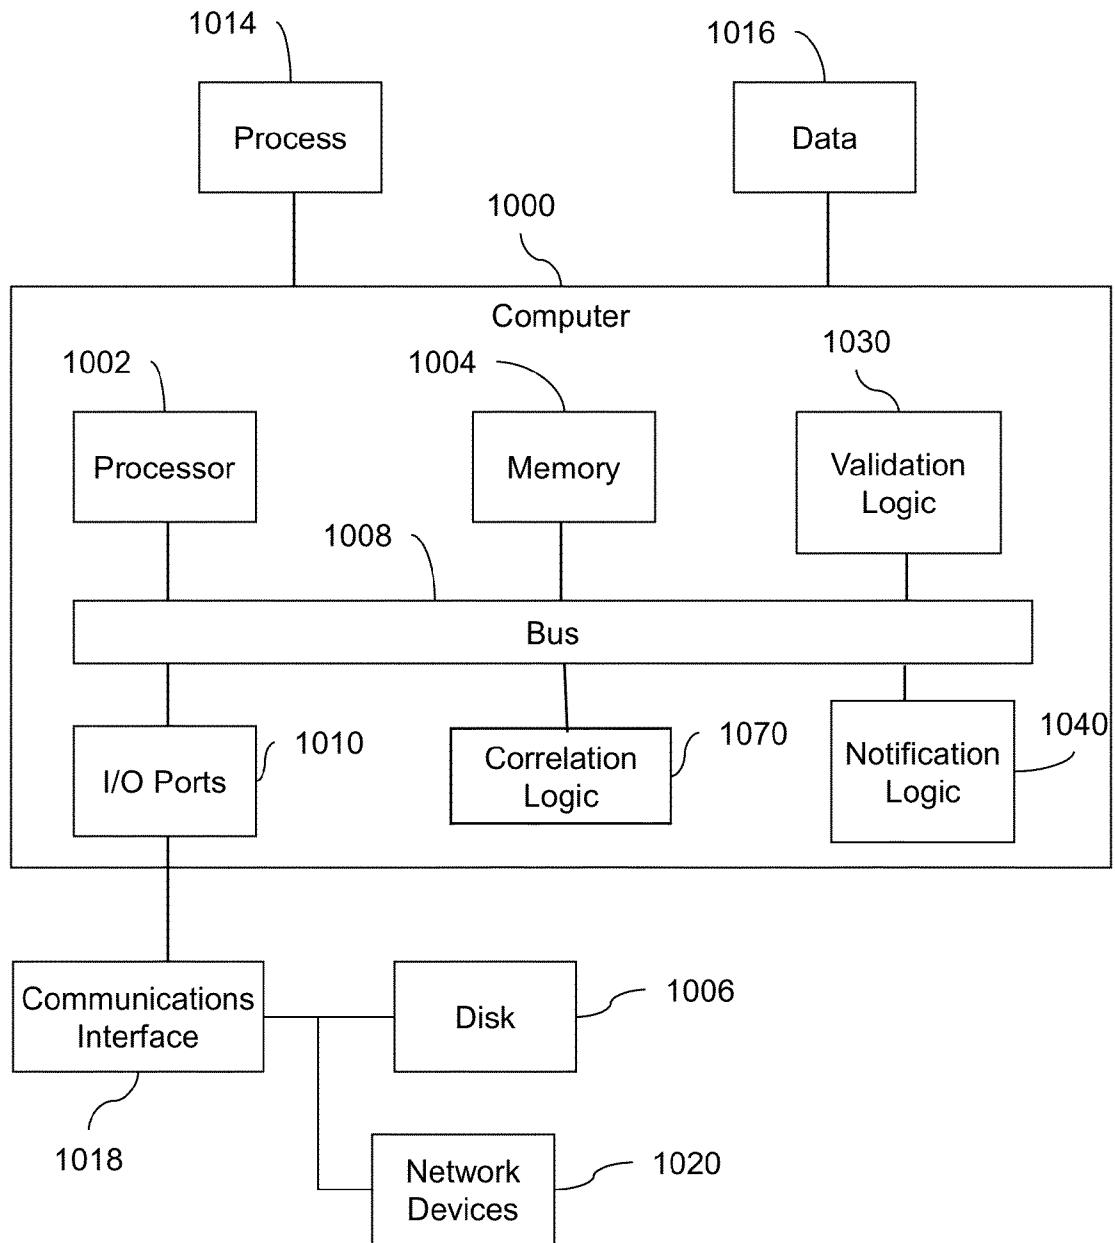 1014
1016
Process
Data
1000
Computer
1002
1004
1030
Processor
Memory
Validation
Logic
1008
Bus
I/O Ports
1010
Correlation
Logic
1070
Notification
Logic
1040
Communications
Interface
Disk
1006
1018
Network
Devices
1020